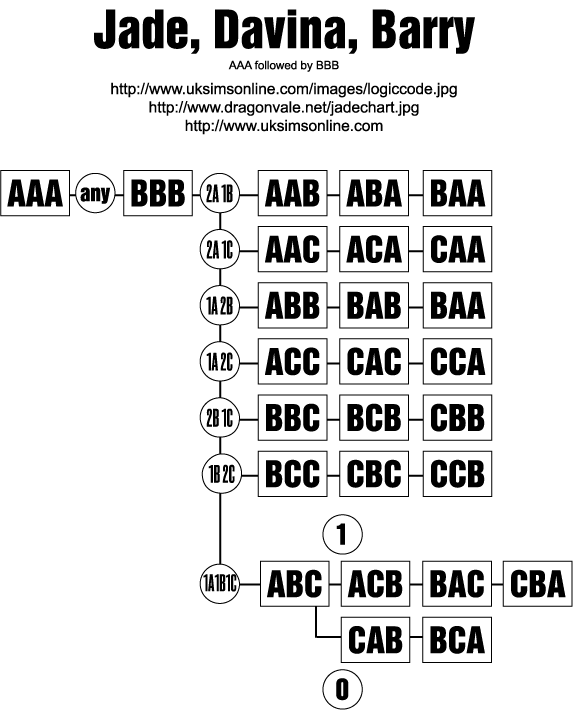 Jade, Davina, Barry
AAA followed by BBB
http://www.uksimsonline.com/images/logiccode.jpg
http://www.dragonvale.net/jadechart.jpg
http://www.uksimsonline.com
AAA any BBB 2A 1B AAB ABA BAA
2A 1C AAC ACA CAA
1A 2B ABB BAB BAA
1A 2C ACC CAC CCA
2B 1C BBC BCB CBB
1B 2C BCC CBC CCB
1
1A1B1C ABC ACB BAC CBA
CAB BCA
0